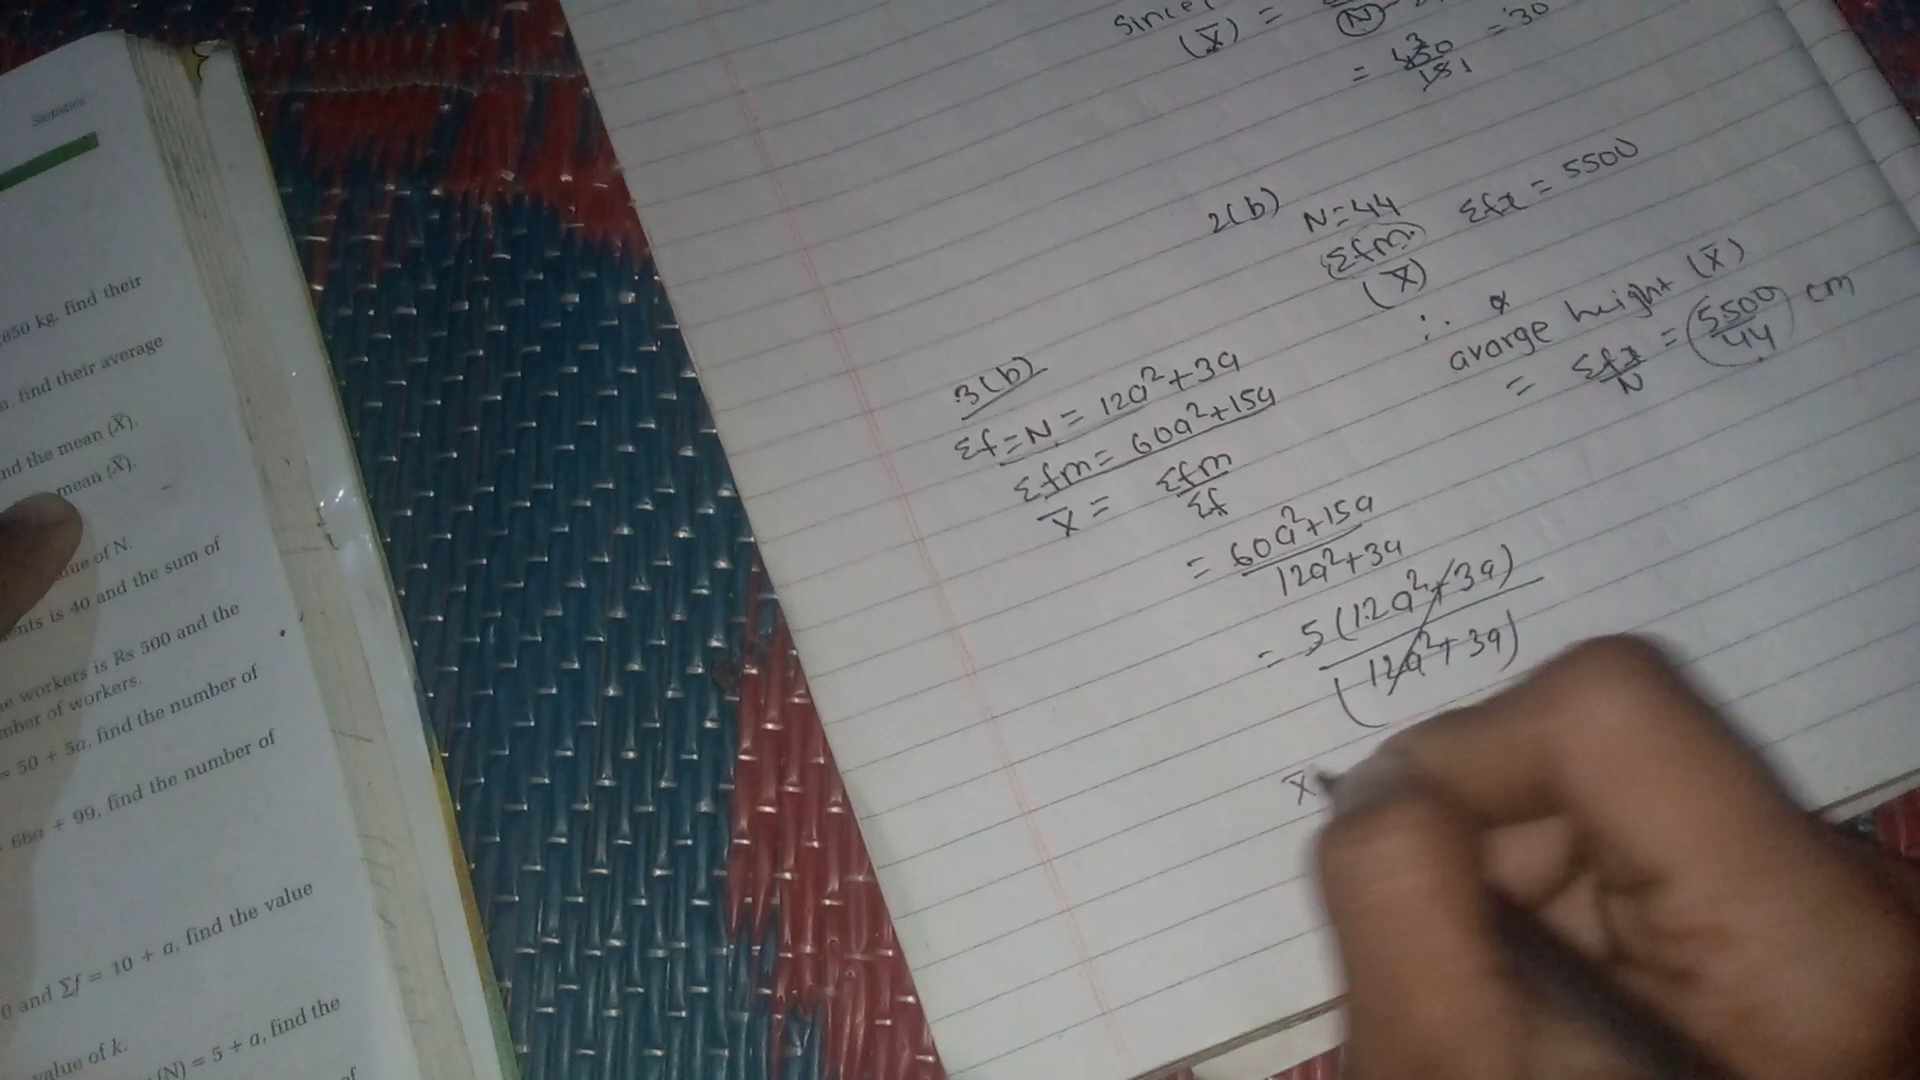 Statistics
850 kg, find their
, find their average
nd the mean (X̄).
mean (X̄).
ue of N.
ents is 40 and the sum of
e workers is Rs 500 and the
mber of workers.
= 50 + 5a, find the number of
66a + 99, find the number of
0 and Σf = 10 + a, find the value
value of k.
(N) = 5 + a, find the
of
Since,
(X̄) =
N
= 30
2(b) N=44 Σfx = 5500
Σfm
(X̄)
∴
avarge height (X̄)
= Σfx/N = (5500/44) cm
3(b)
Σf=N= 12a²+3a
Σfm= 60a²+15a
X̄ = Σfm/Σf
= 60a²+15a/12a²+3a
= 5(12a²+3a)/(12a²+3a)
X̄